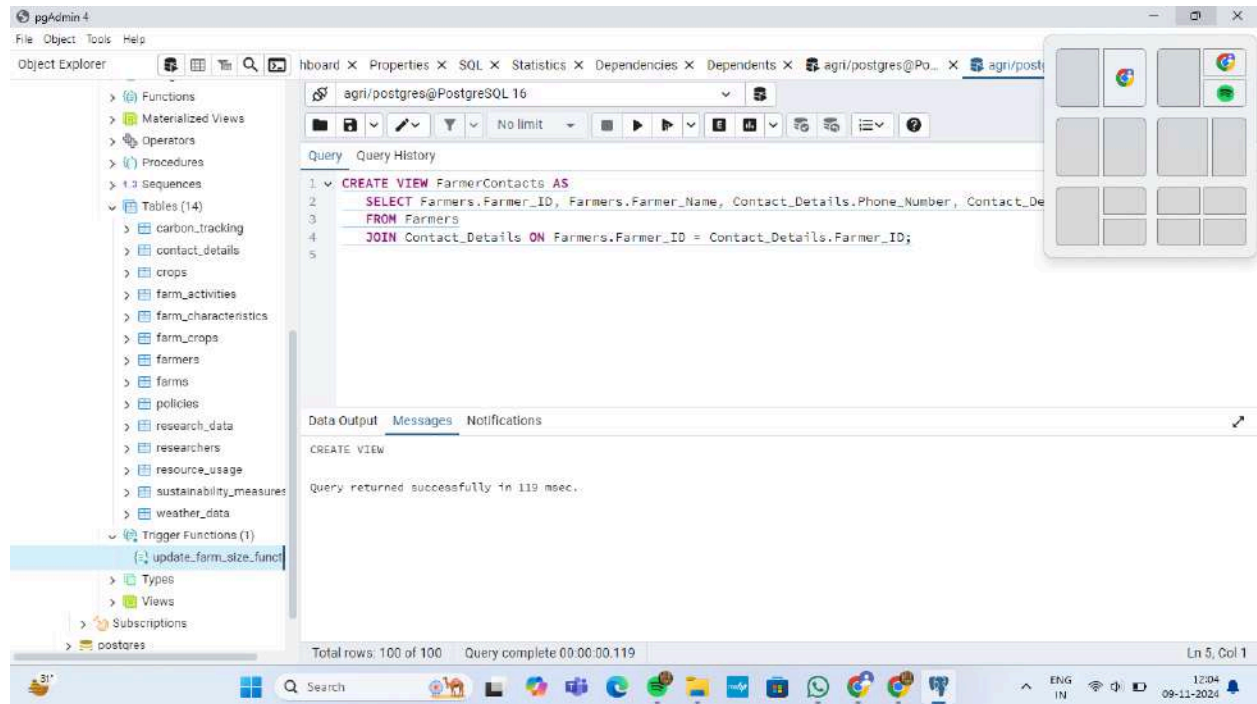 pgAdmin 4
File Object Tools Help
Object Explorer
hboard Properties SQL Statistics Dependencies Dependents agri/postgres@Po... agri/postg
Functions
Materialized Views
Operators
Procedures
1..3 Sequences
Tables (14)
carbon_tracking
contact_details
crops
farm_activities
farm_characteristics
farm_crops
farmers
farms
policies
research_data
researchers
resource_usage
sustainability_measures
weather_data
Trigger Functions (1)
update_farm_size_funct
Types
Views
Subscriptions
postgres
agri/postgres@PostgreSQL 16
No limit
Query Query History
1 CREATE VIEW FarmerContacts AS
2 SELECT Farmers.Farmer_ID, Farmers.Farmer_Name, Contact_Details.Phone_Number, Contact_De
3 FROM Farmers
4 JOIN Contact_Details ON Farmers.Farmer_ID = Contact_Details.Farmer_ID;
5
Data Output Messages Notifications
CREATE VIEW
Query returned successfully in 119 msec.
Total rows: 100 of 100 Query complete 00:00:00.119 Ln 5, Col 1
31°
Search
ENG
IN
12:04
09-11-2024